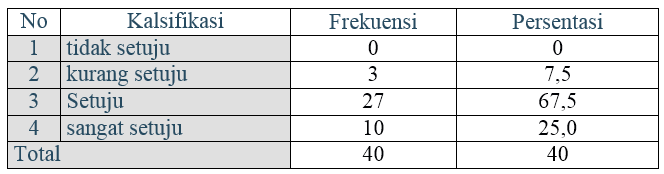 No Kalsifikasi Frekuensi Persentasi
1 tidak setuju 0 0
2 kurang setuju 3 7,5
3 Setuju 27 67,5
4 sangat setuju 10 25,0
Total 40 40